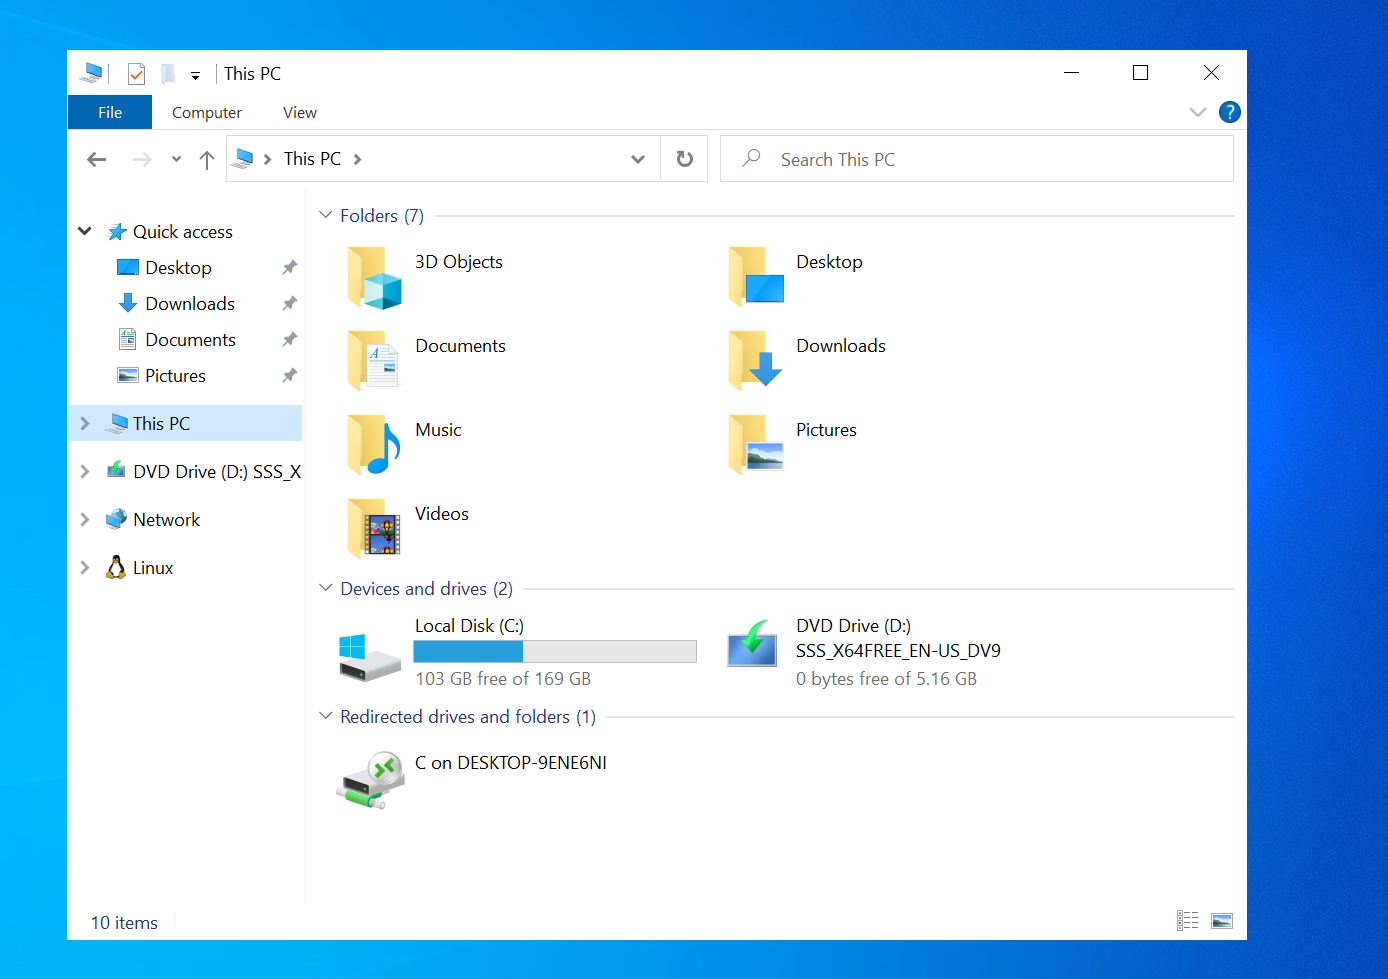 This PC
File Computer View
?
This PC
Search This PC
Quick access
Desktop
Downloads
Documents
Pictures
This PC
DVD Drive (D:) SSS_X
Network
Linux
Folders (7)
3D Objects
Desktop
Documents
Downloads
Music
Pictures
Videos
Devices and drives (2)
Local Disk (C:)
103 GB free of 169 GB
DVD Drive (D:)
SSS_X64FREE_EN-US_DV9
0 bytes free of 5.16 GB
Redirected drives and folders (1)
C on DESKTOP-9ENE6NI
10 items